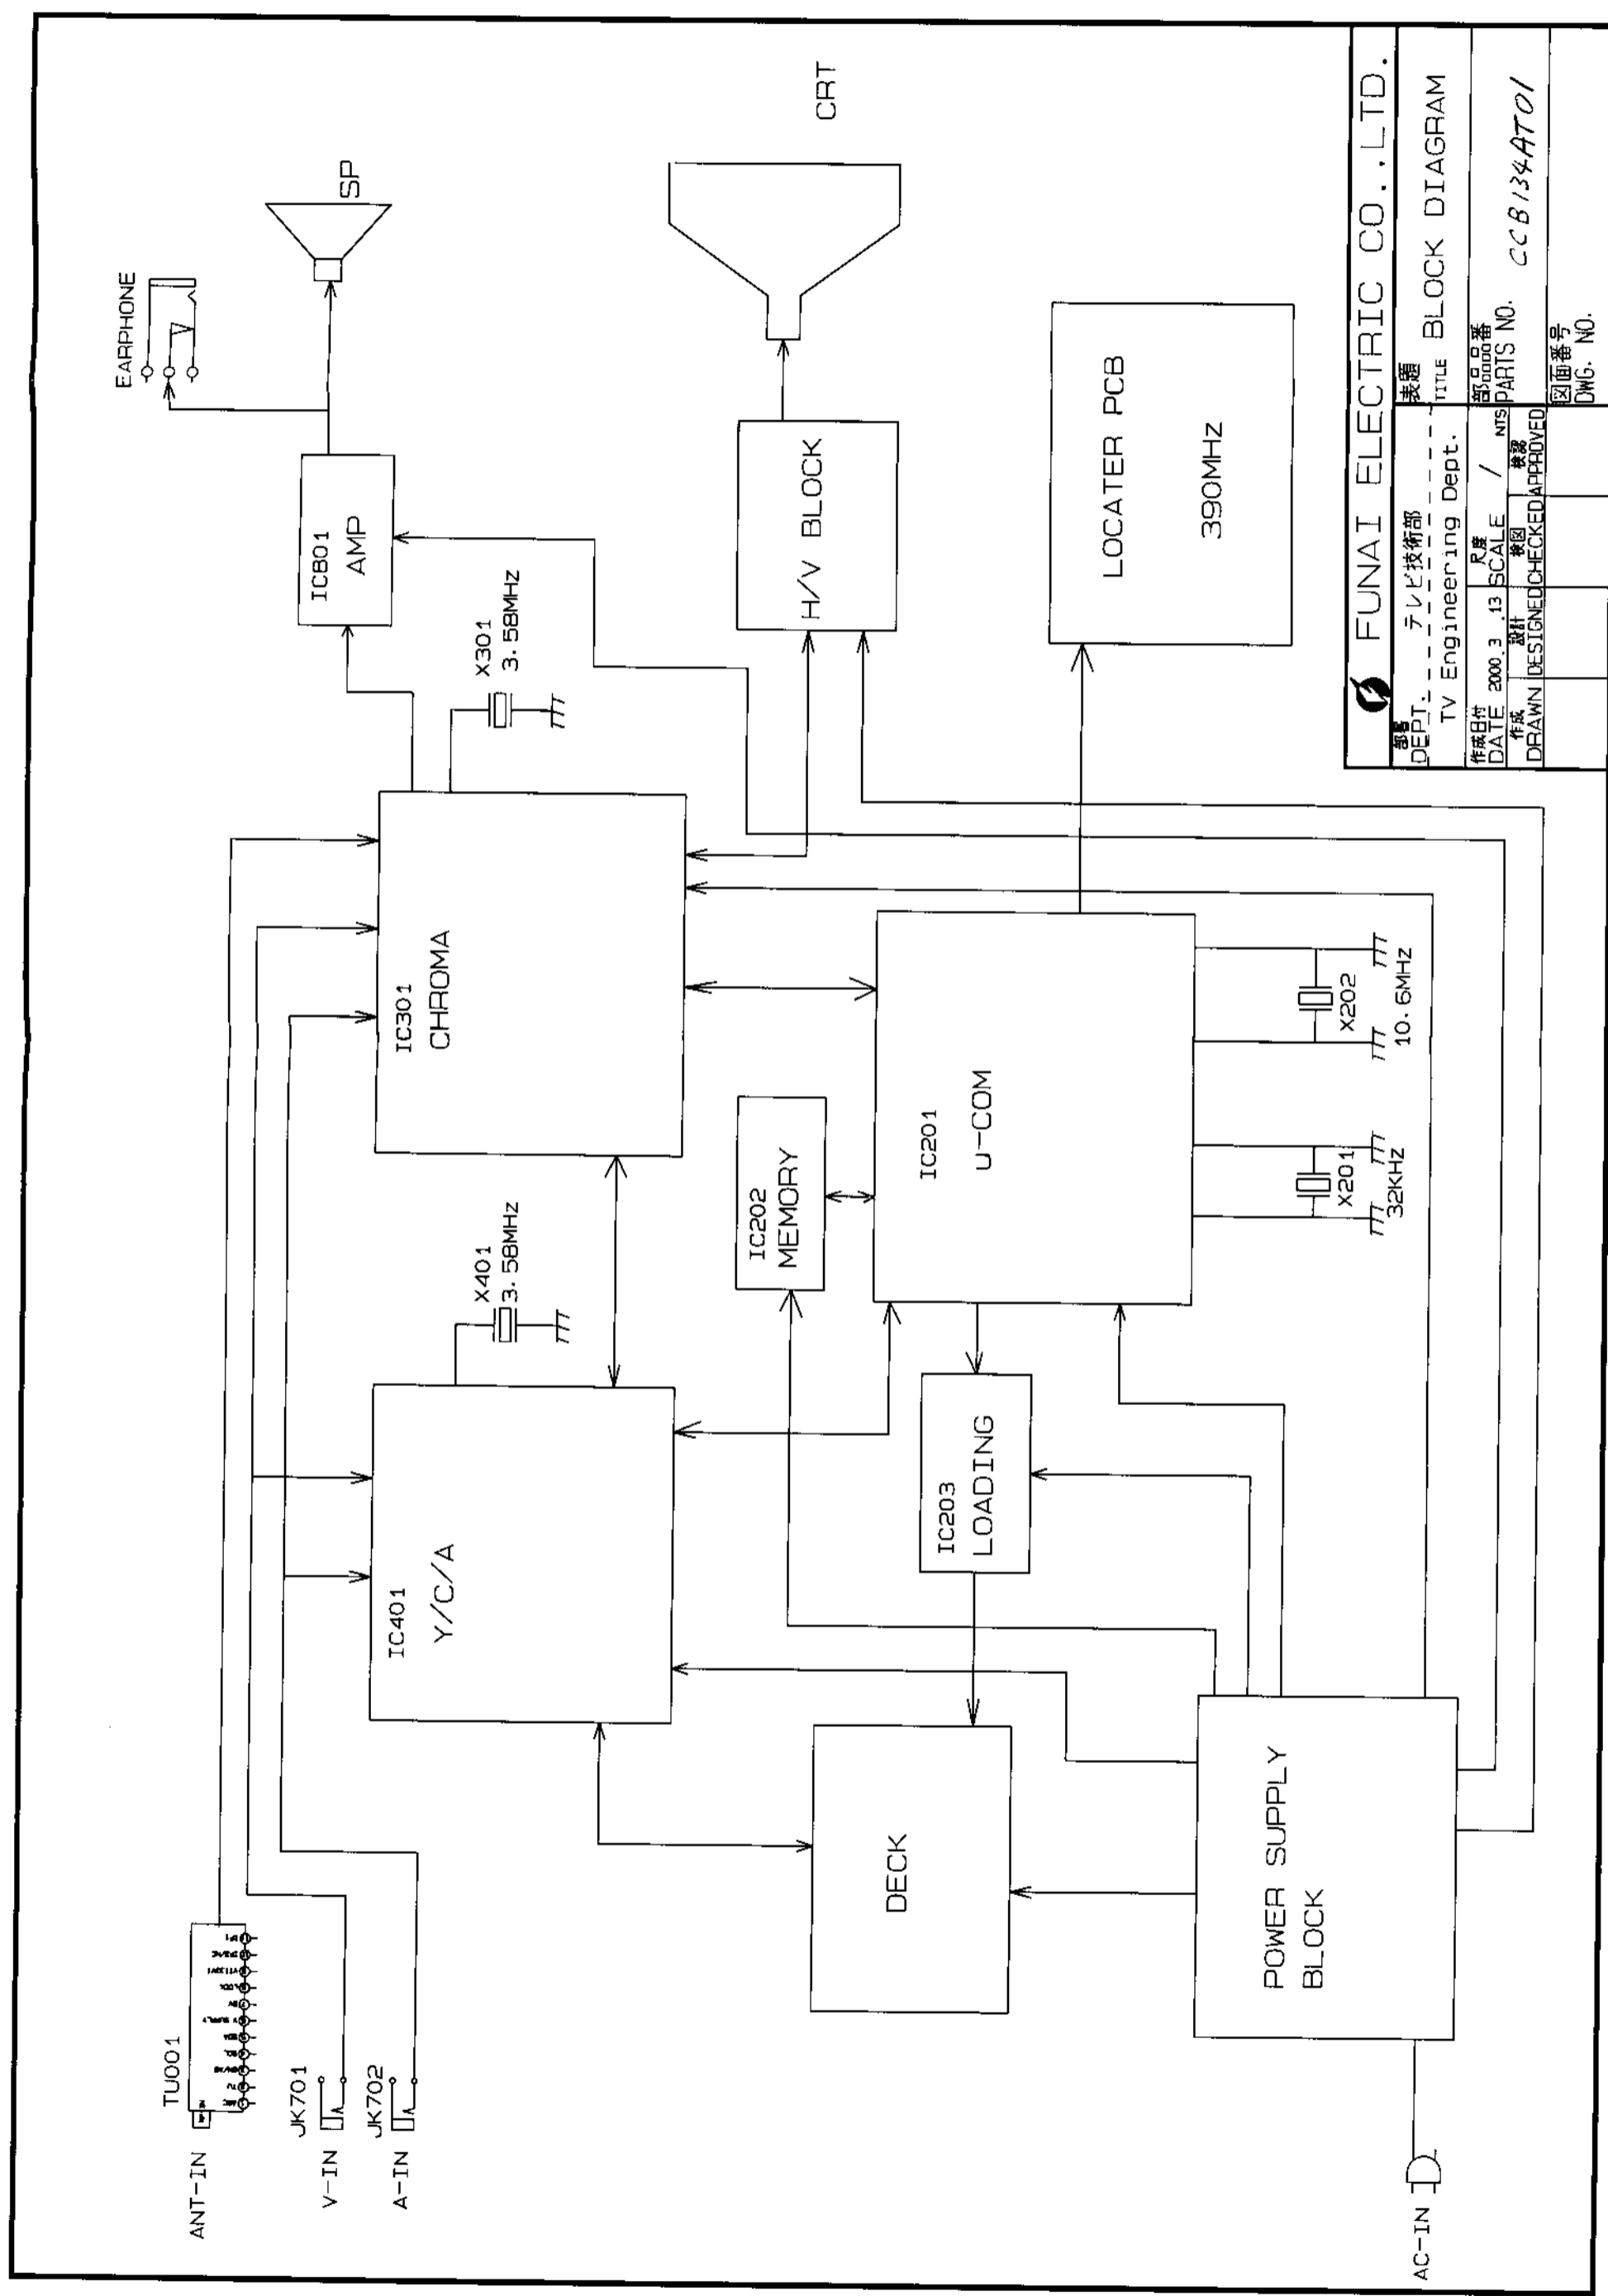 EARPHONE
SP
IC801
AMP
X301
3.58MHz
CRT
H/V BLOCK
IC301
CHROMA
LOCATER PCB
390MHz
X401
3.58MHz
IC401
Y/C/A
IC202
MEMORY
IC201
u-COM
X202
10.6MHz
X201
32KHz
IC203
LOADING
DECK
POWER SUPPLY
BLOCK
TU001
ANT-IN
JK701
V-IN
JK702
A-IN
AC-IN
FUNAI ELECTRIC CO.,LTD.
部署
DEPT.
テレビ技術部
TV Engineering Dept.
表題
TITLE BLOCK DIAGRAM
作成日付
DATE 2000.3.13
尺度
SCALE / NTS
部品品番
PARTS NO. CCB134AT01
作成 設計 検図 検認
DRAWN DESIGNED CHECKED APPROVED
図面番号
DWG. NO.